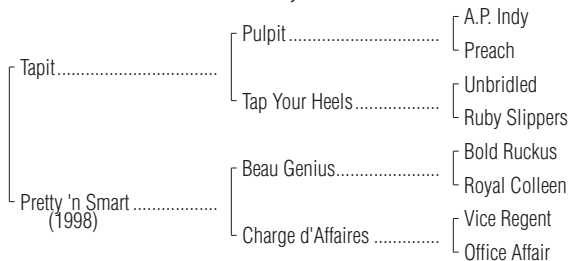 A.P. Indy
Pulpit
Preach
Tapit
Unbridled
Tap Your Heels
Ruby Slippers
Bold Ruckus
Beau Genius
Royal Colleen
Pretty 'n Smart
(1998)
Vice Regent
Charge d'Affaires
Office Affair